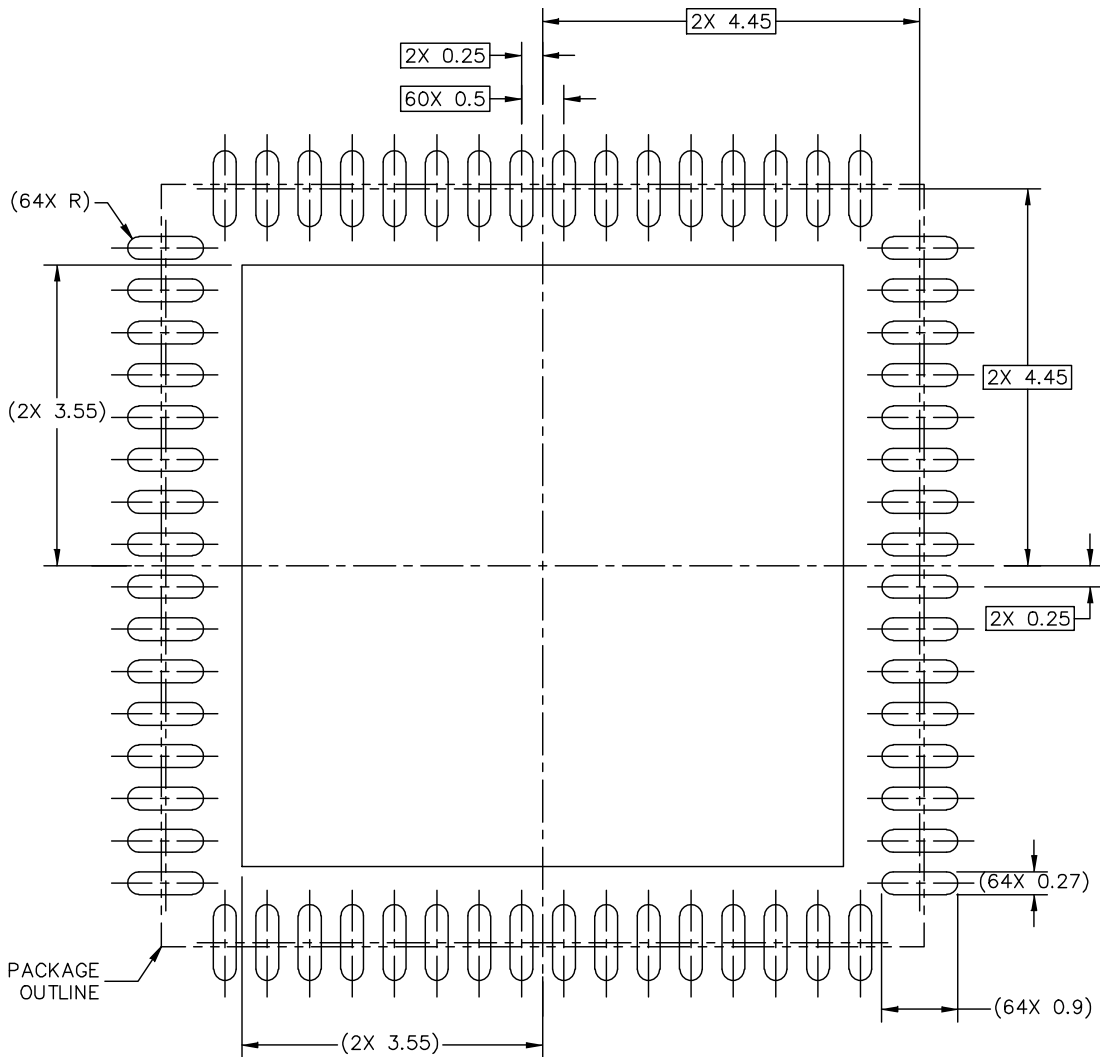 2X 4.45
2X 0.25
60X 0.5
(64X R)
(2X 3.55)
2X 4.45
2X 0.25
(64X 0.27)
PACKAGE
OUTLINE
(64X 0.9)
(2X 3.55)